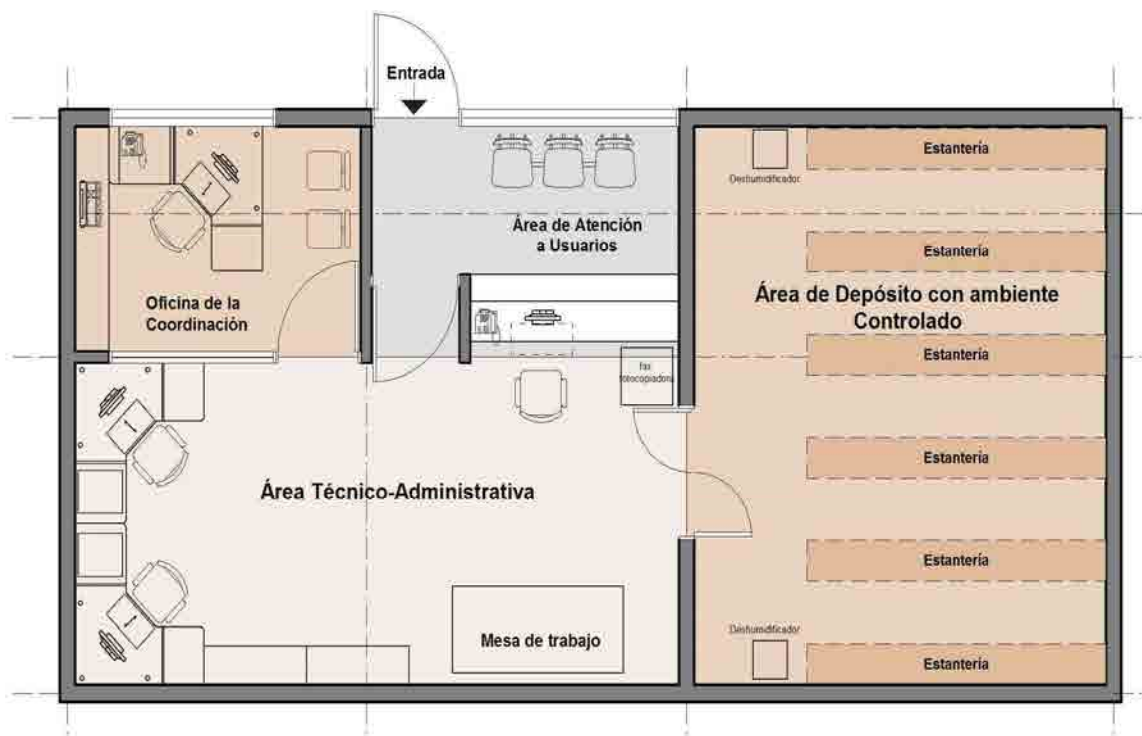 Entrada
Estantería
Deshumidificador
Estantería
Área de Atención
a Usuarios
Oficina de la
Coordinación
Área de Depósito con ambiente
Controlado
Estantería
fax
fotocopiadora
Estantería
Área Técnico-Administrativa
Estantería
Deshumidificador
Mesa de trabajo
Estantería